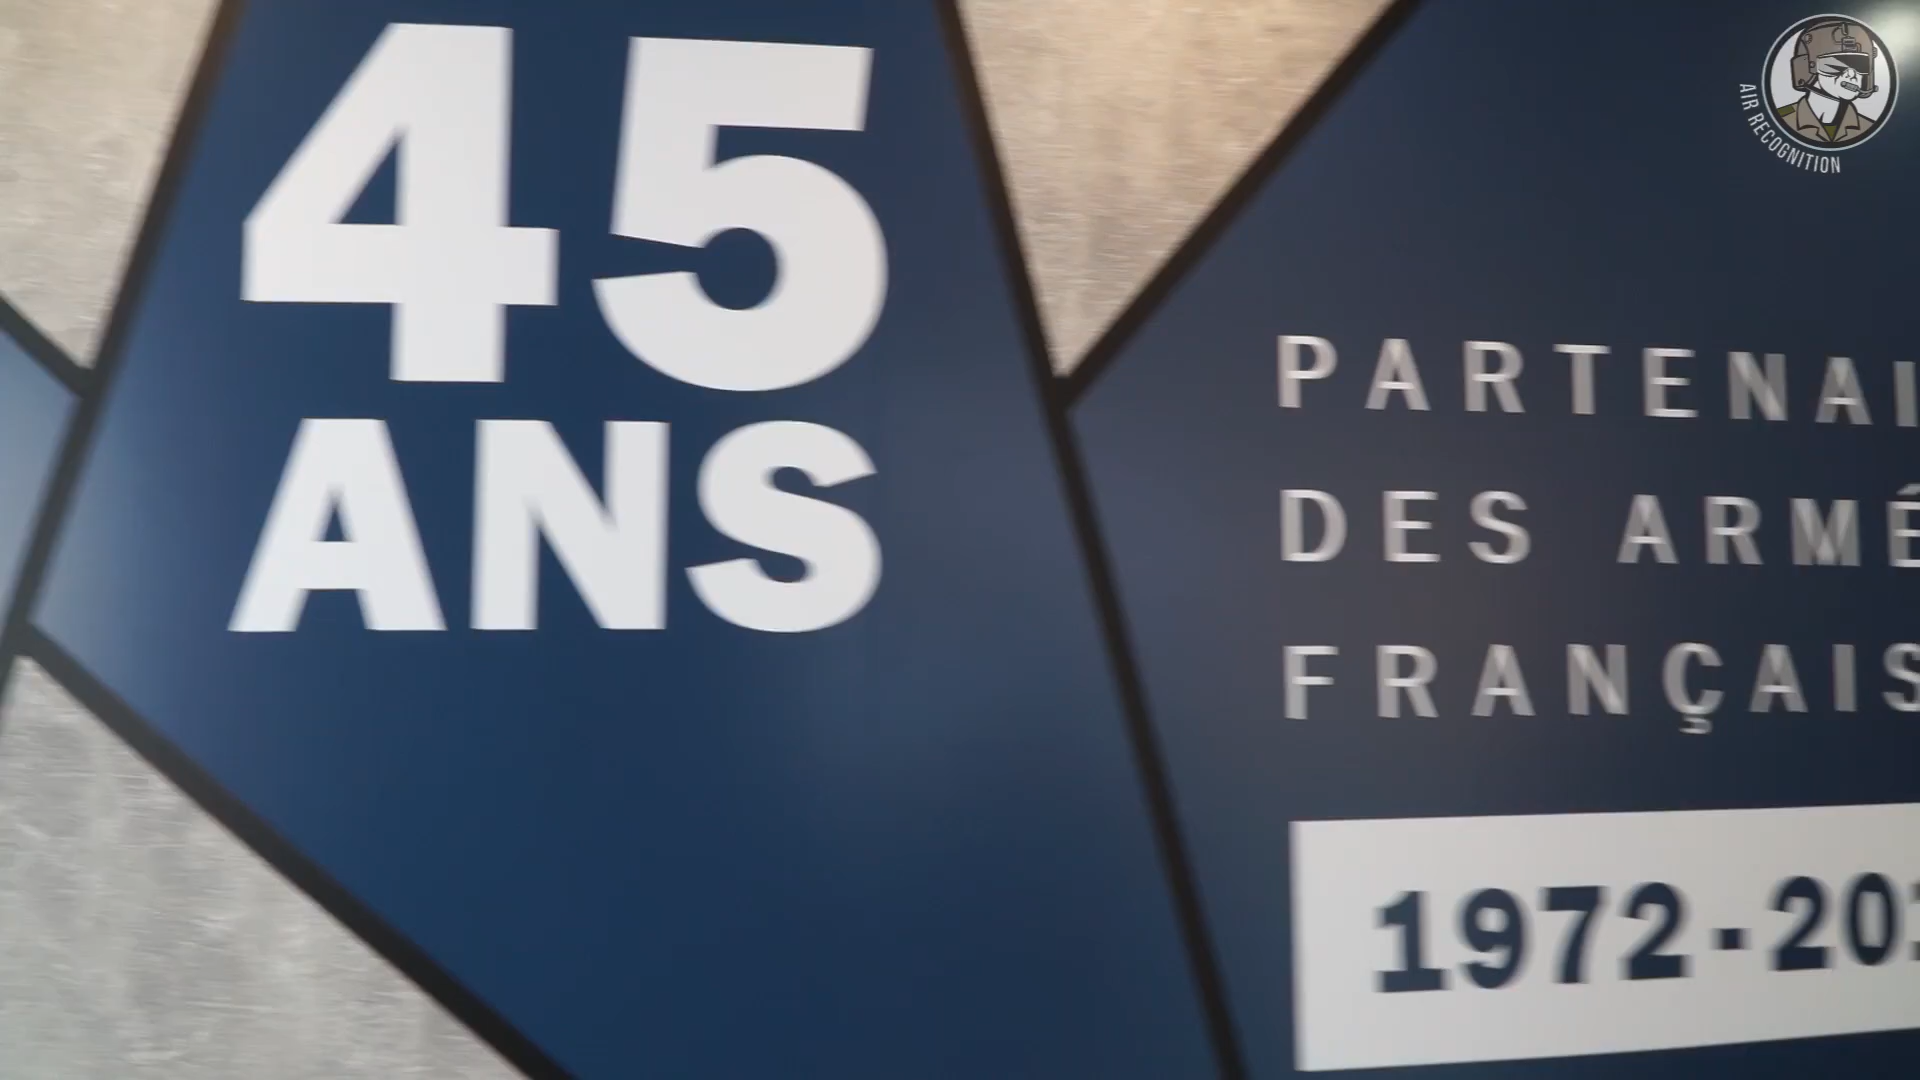 45
ANS
PARTENAI
DES ARMÉ
FRANÇAIS
1972-20
AIR RECOGNITION